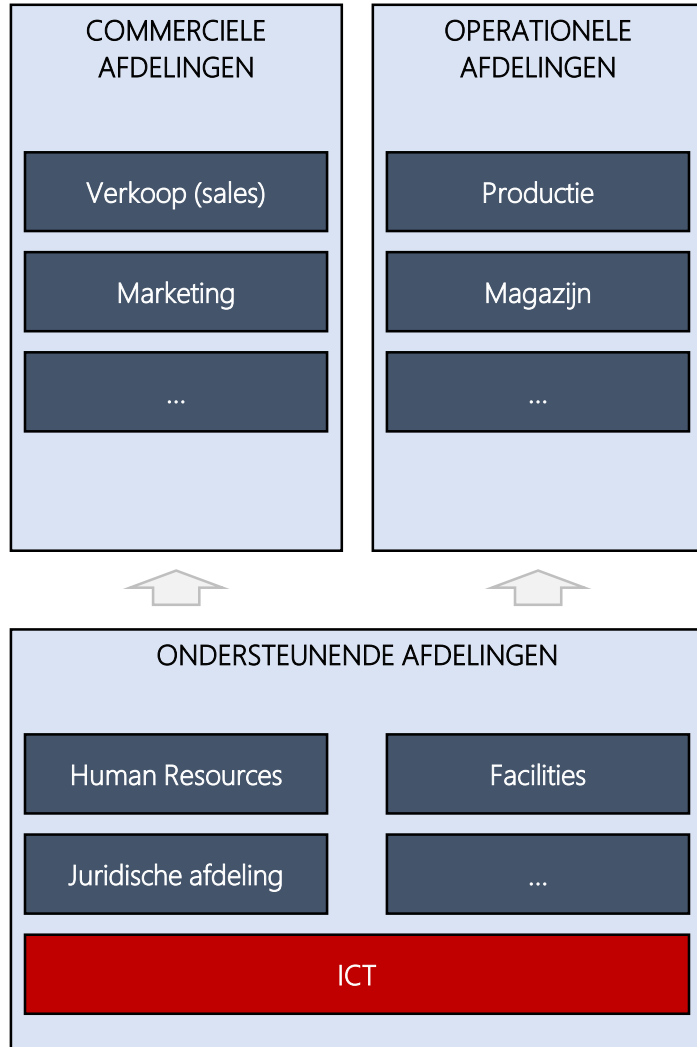 COMMERCIELE
AFDELINGEN
Verkoop (sales)
Marketing
...
OPERATIONELE
AFDELINGEN
Productie
Magazijn
...
ONDERSTEUNENDE AFDELINGEN
Human Resources
Facilities
Juridische afdeling
...
ICT